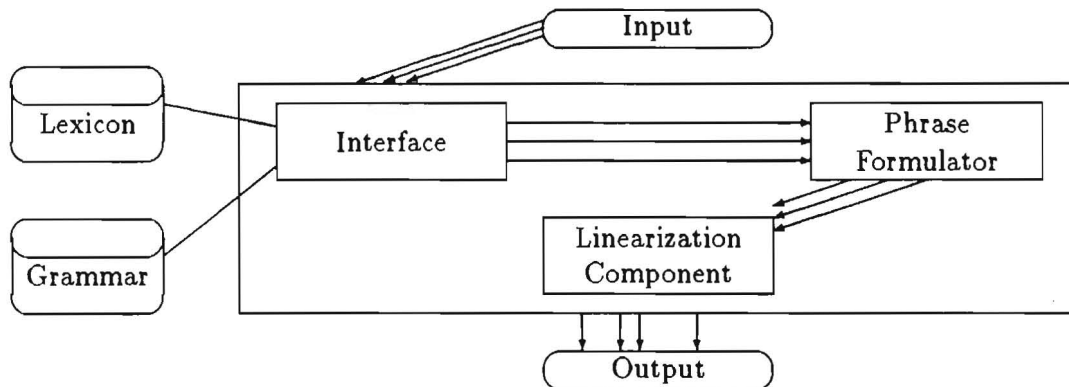 Input
Lexicon
Interface
Phrase
Formulator
Grammar
Linearization
Component
Output